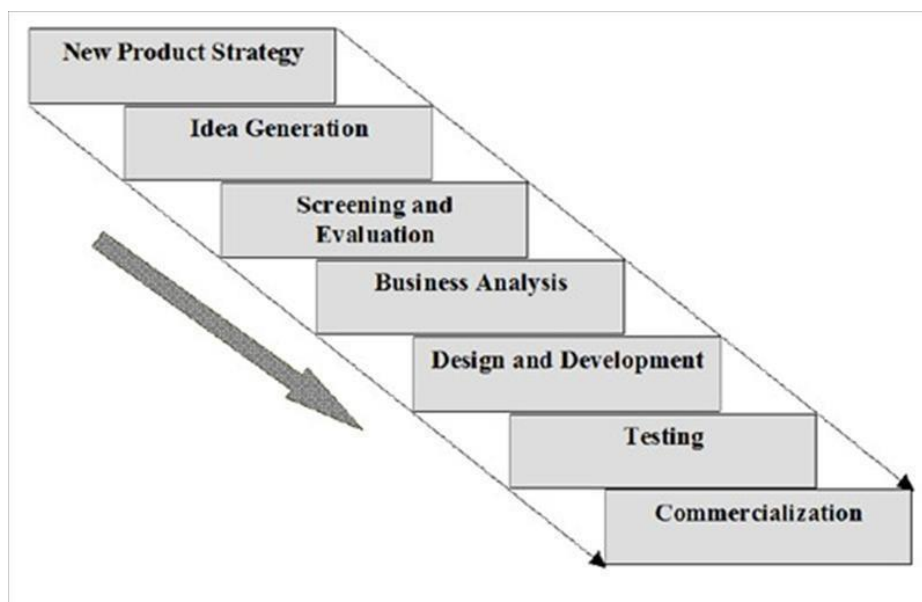 New Product Strategy
Idea Generation
Screening and
Evaluation
Business Analysis
Design and Development
Testing
Commercialization